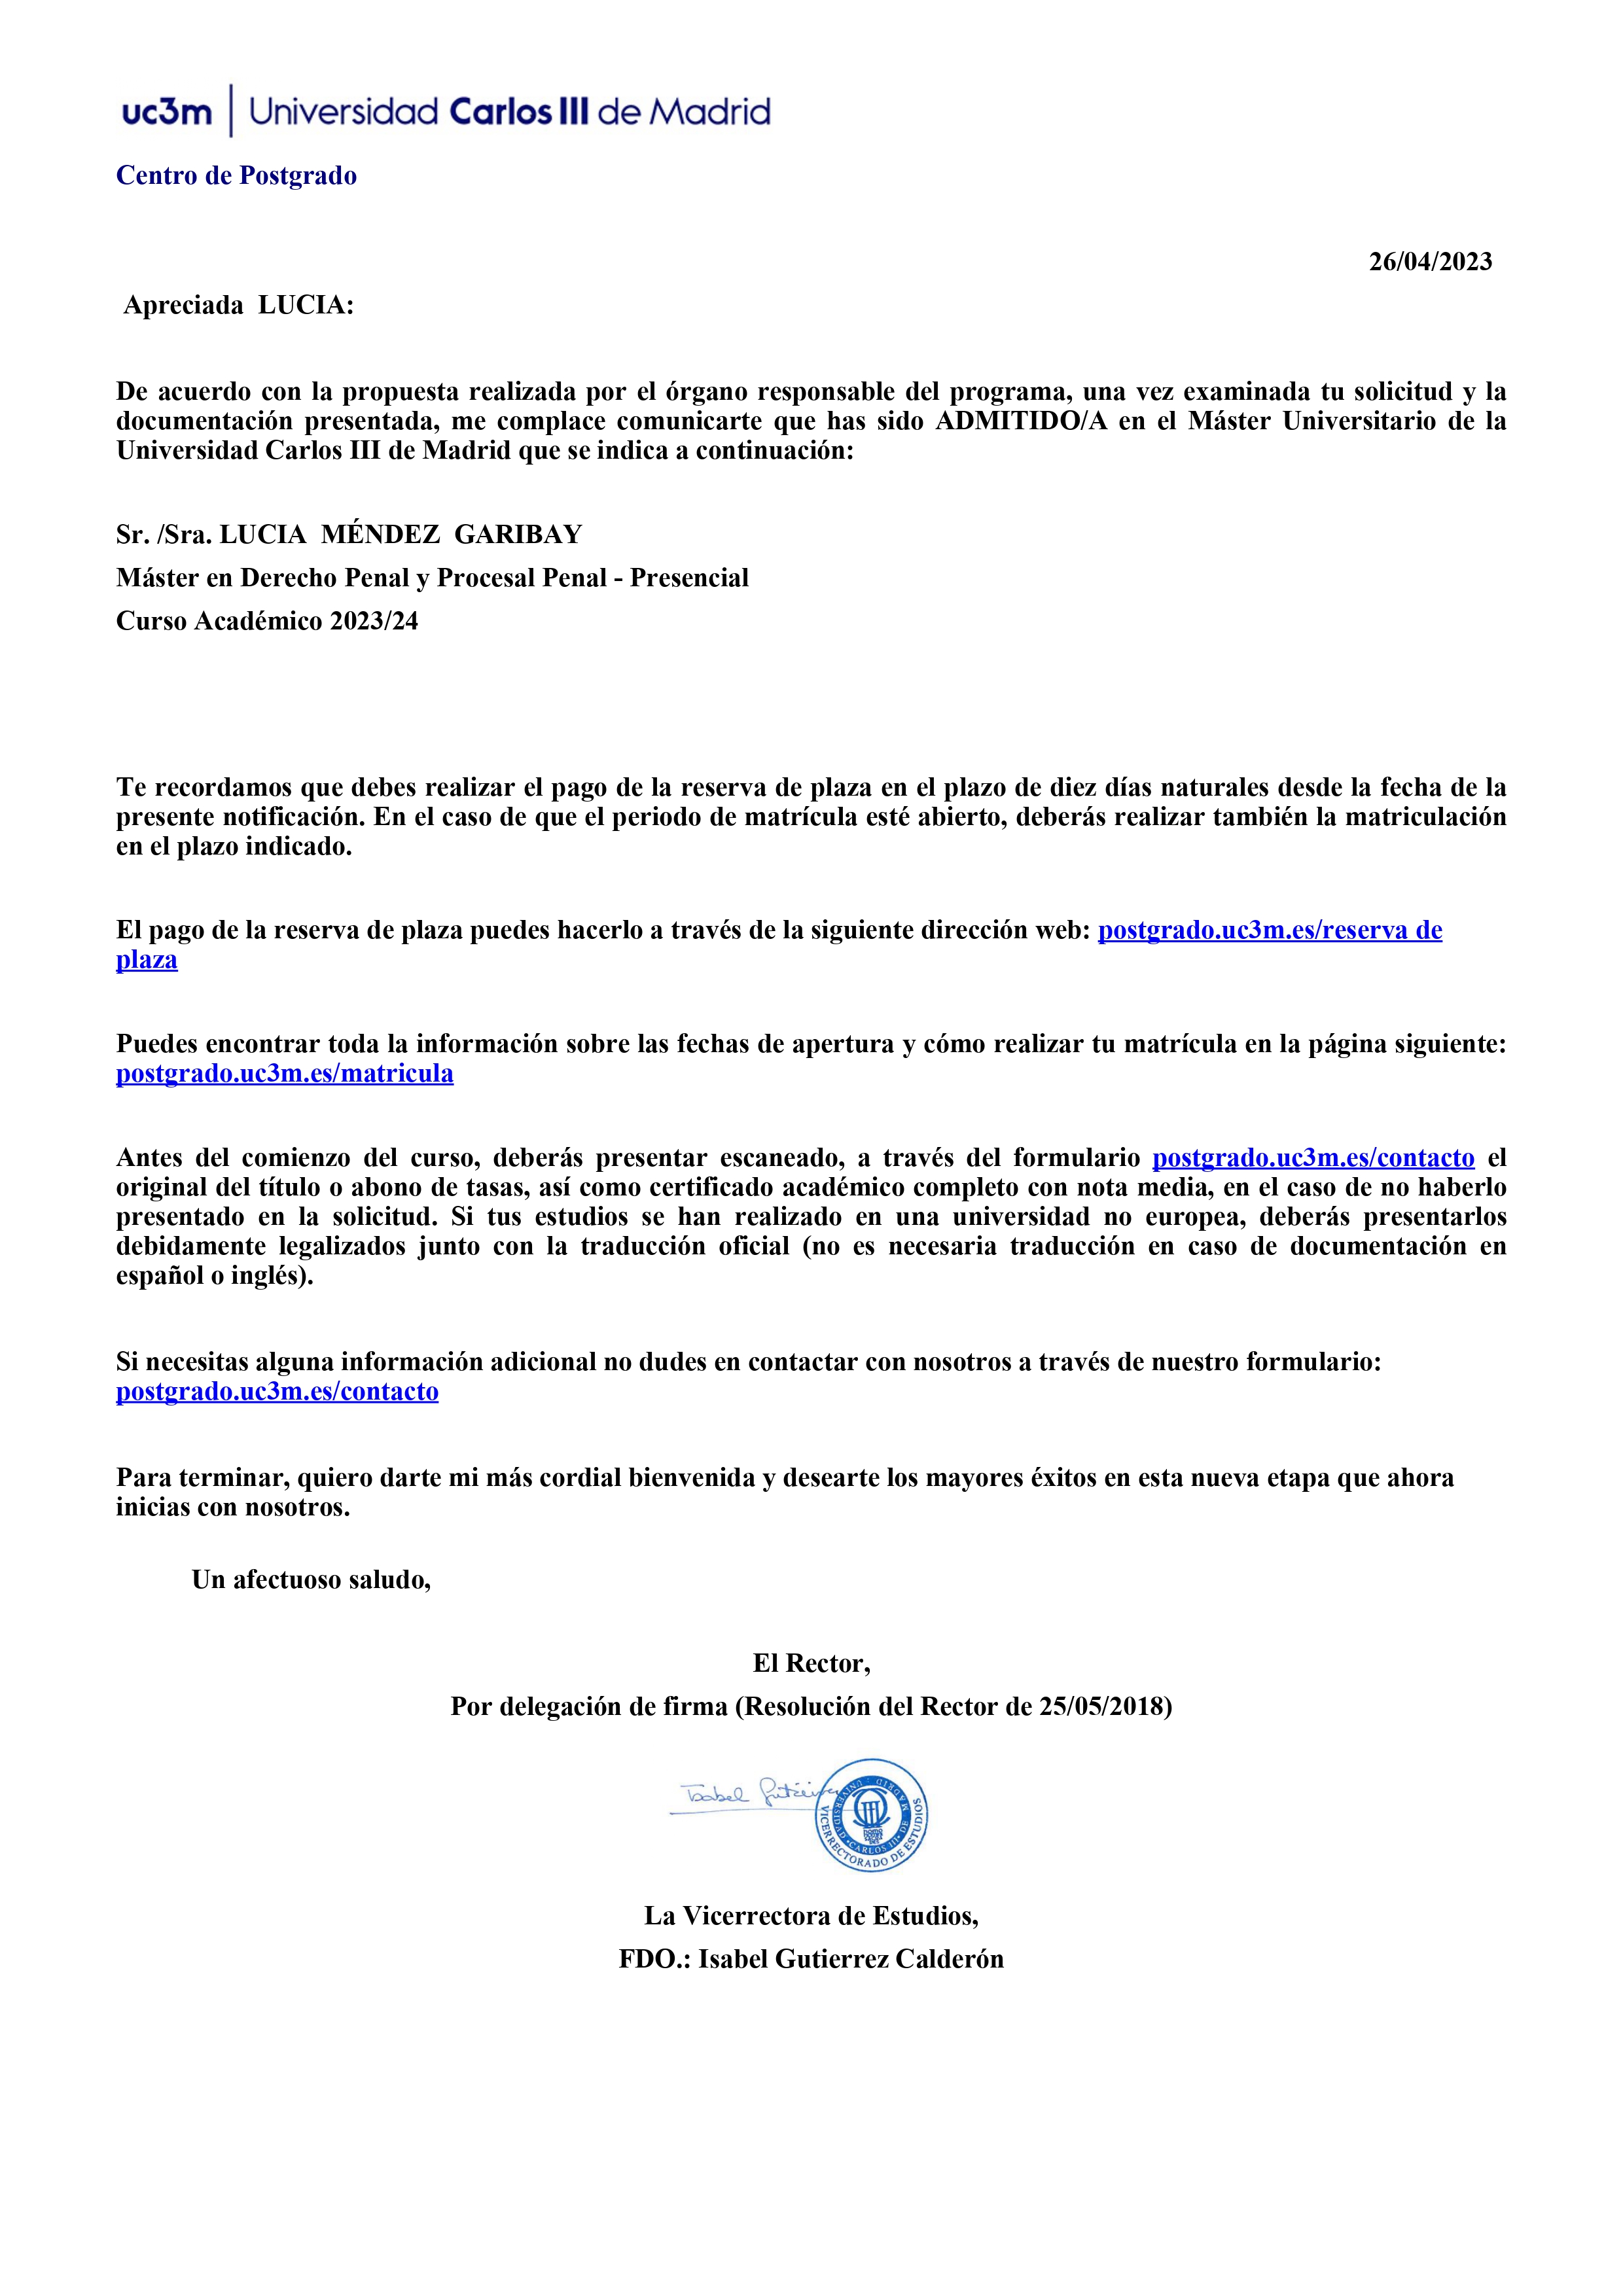 uc3m | Universidad Carlos III de Madrid
Centro de Postgrado
26/04/2023
Apreciada LUCIA:
De acuerdo con la propuesta realizada por el órgano responsable del programa, una vez examinada tu solicitud y la
documentación presentada, me complace comunicarte que has sido ADMITIDO/A en el Máster Universitario de la
Universidad Carlos III de Madrid que se indica a continuación:
Sr. /Sra. LUCIA MÉNDEZ GARIBAY
Máster en Derecho Penal y Procesal Penal - Presencial
Curso Académico 2023/24
Te recordamos que debes realizar el pago de la reserva de plaza en el plazo de diez días naturales desde la fecha de la
presente notificación. En el caso de que el periodo de matrícula esté abierto, deberás realizar también la matriculación
en el plazo indicado.
El pago de la reserva de plaza puedes hacerlo a través de la siguiente dirección web: postgrado.uc3m.es/reserva de
plaza
Puedes encontrar toda la información sobre las fechas de apertura y cómo realizar tu matrícula en la página siguiente:
postgrado.uc3m.es/matricula
Antes del comienzo del curso, deberás presentar escaneado, a través del formulario postgrado.uc3m.es/contacto el
original del título o abono de tasas, así como certificado académico completo con nota media, en el caso de no haberlo
presentado en la solicitud. Si tus estudios se han realizado en una universidad no europea, deberás presentarlos
debidamente legalizados junto con la traducción oficial (no es necesaria traducción en caso de documentación en
español o inglés).
Si necesitas alguna información adicional no dudes en contactar con nosotros a través de nuestro formulario:
postgrado.uc3m.es/contacto
Para terminar, quiero darte mi más cordial bienvenida y desearte los mayores éxitos en esta nueva etapa que ahora
inicias con nosotros.
Un afectuoso saludo,
El Rector,
Por delegación de firma (Resolución del Rector de 25/05/2018)
Isabel Gutiérrez
UNIVERSIDAD · CARLOS III · DE MADRID
VICERRECTORADO DE ESTUDIOS
La Vicerrectora de Estudios,
FDO.: Isabel Gutierrez Calderón